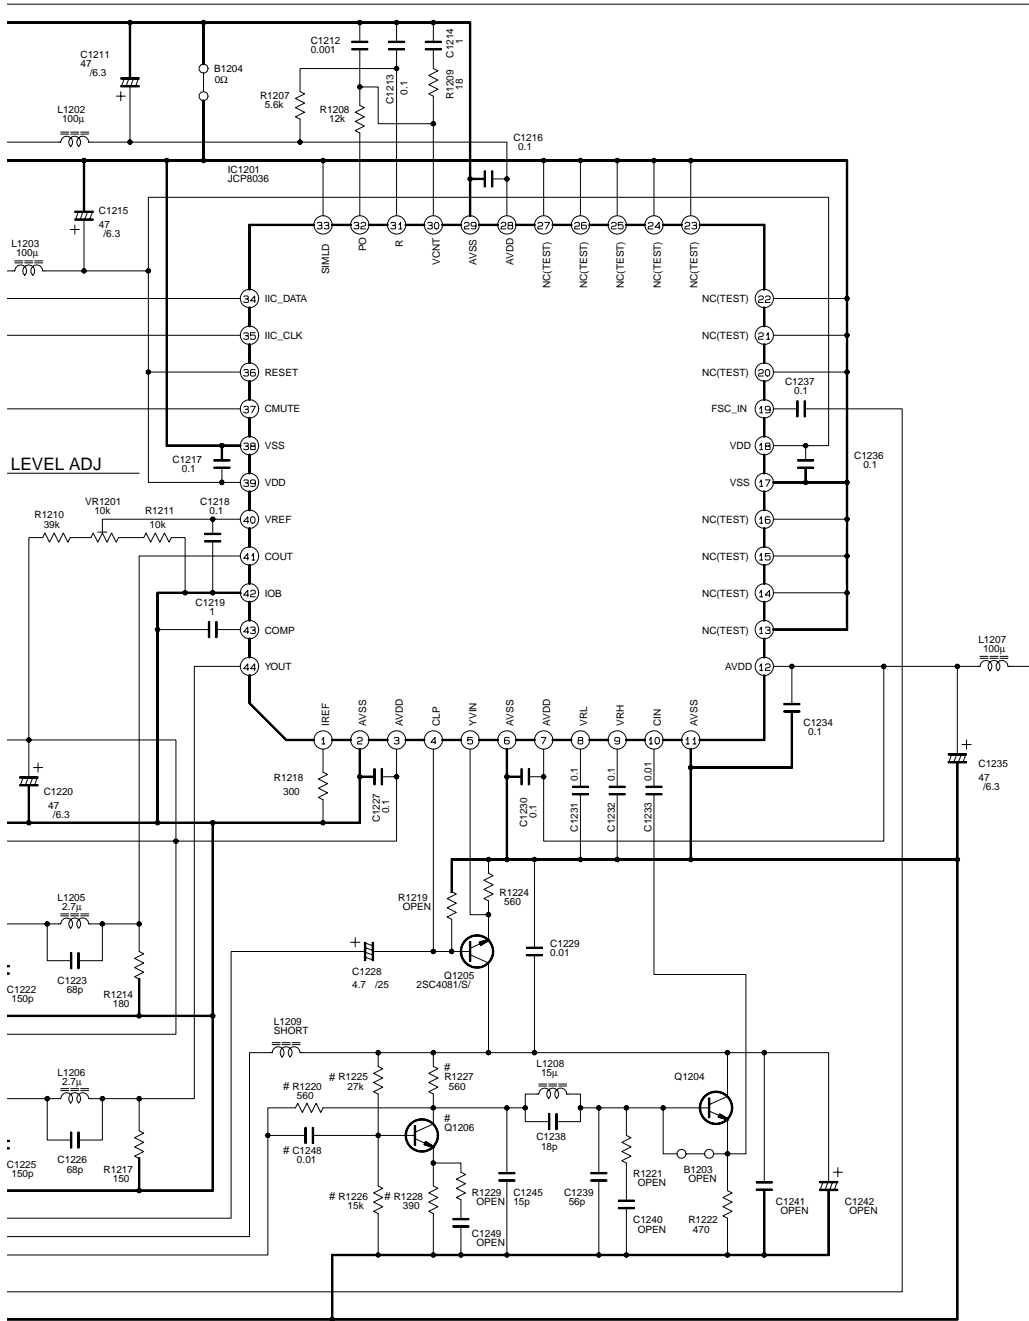 C1211
47
/6.3
B1204
0Ω
C1212
0.001
C1213
0.1
C1214
1
R1209
18
R1207
5.6k
R1208
12k
L1202
100μ
C1216
0.1
IC1201
JCP8036
C1215
47
/6.3
L1203
100μ
33 SIMLD
32 PO
31 R
30 VCNT
29 AVSS
28 AVDD
27 NC(TEST)
26 NC(TEST)
25 NC(TEST)
24 NC(TEST)
23 NC(TEST)
34 IIC_DATA
35 IIC_CLK
36 RESET
37 CMUTE
38 VSS
39 VDD
40 VREF
41 COUT
42 IOB
43 COMP
44 YOUT
NC(TEST) 22
NC(TEST) 21
NC(TEST) 20
FSC_IN 19
VDD 18
VSS 17
NC(TEST) 16
NC(TEST) 15
NC(TEST) 14
NC(TEST) 13
AVDD 12
C1237
0.1
C1236
0.1
LEVEL ADJ
C1217
0.1
R1210
39k
VR1201
10k
R1211
10k
C1218
0.1
C1219
1
L1207
100μ
IREF 1
AVSS 2
AVDD 3
CLP 4
YVIN 5
AVSS 6
AVDD 7
VRL 8
VRH 9
CIN 10
AVSS 11
C1234
0.1
C1235
47
/6.3
C1220
47
/6.3
R1218
300
C1227
0.1
C1230
0.1
C1231 0.1
C1232 0.1
C1233 0.01
R1219
OPEN
R1224
560
L1205
2.7μ
C1223
68p
C1222
150p
R1214
180
C1228
4.7 /25
Q1205
2SC4081/S/
C1229
0.01
L1209
SHORT
L1206
2.7μ
C1226
68p
C1225
150p
R1217
150
# R1220
560
# R1225
27k
#
R1227
560
L1208
15μ
Q1204
# C1248
0.01
#
Q1206
C1238
18p
# R1226
15k
# R1228
390
R1229
OPEN
C1249
OPEN
C1245
15p
C1239
56p
R1221
OPEN
C1240
OPEN
B1203
OPEN
R1222
470
C1241
OPEN
C1242
OPEN